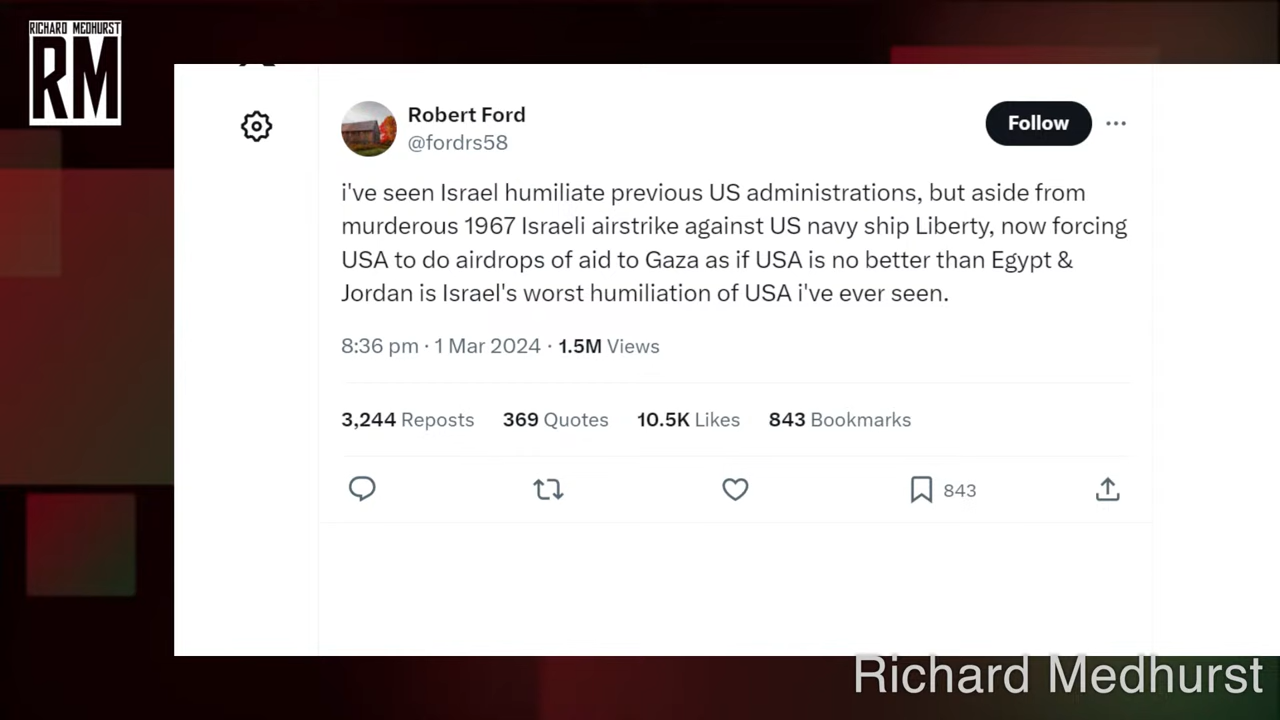 RICHARD MEDHURST
RM
Robert Ford
@fordrs58
Follow
i've seen Israel humiliate previous US administrations, but aside from
murderous 1967 Israeli airstrike against US navy ship Liberty, now forcing
USA to do airdrops of aid to Gaza as if USA is no better than Egypt &
Jordan is Israel's worst humiliation of USA i've ever seen.
8:36 pm · 1 Mar 2024 · 1.5M Views
3,244 Reposts 369 Quotes 10.5K Likes 843 Bookmarks
843
Richard Medhurst